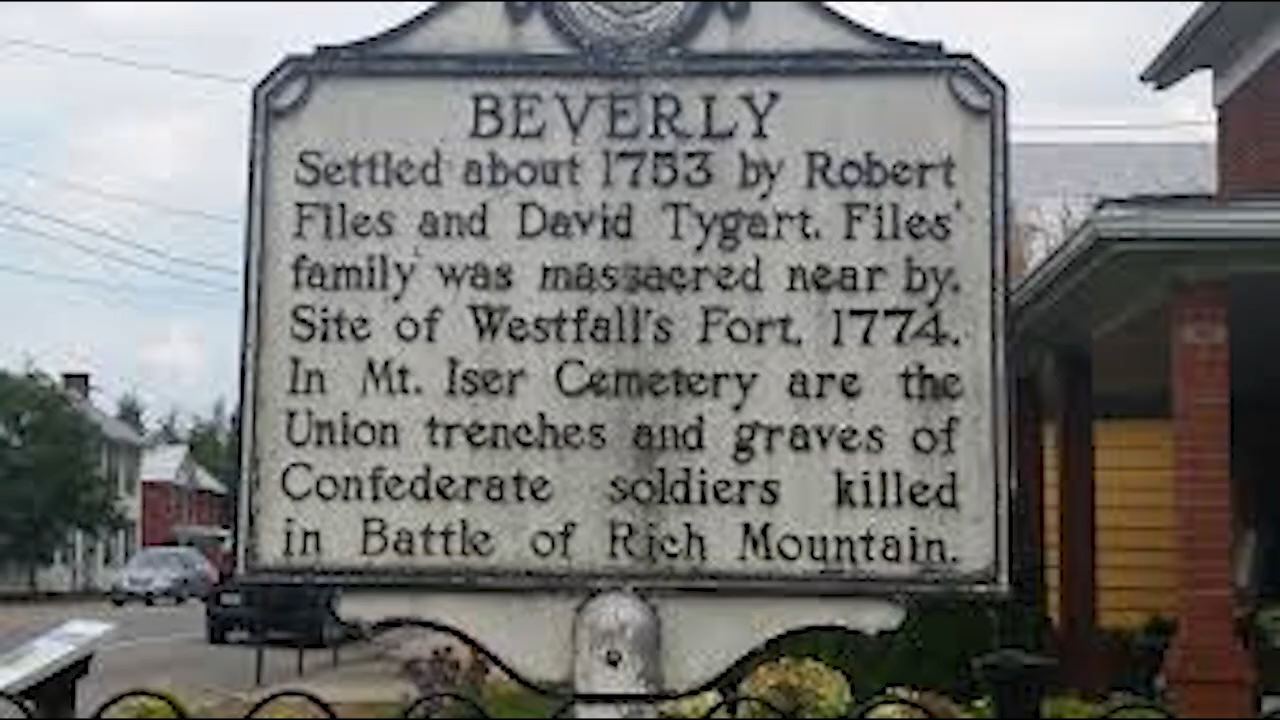 BEVERLY
Settled about 1753 by Robert
Files and David Tygart. Files'
family was massacred near by.
Site of Westfall's Fort, 1774.
In Mt. Iser Cemetery are the
Union trenches and graves of
Confederate soldiers killed
in Battle of Rich Mountain.